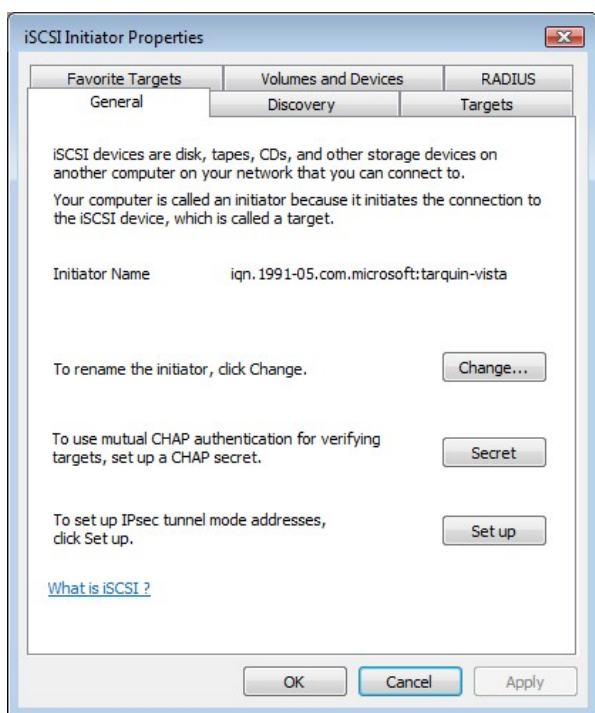 iSCSI Initiator Properties
Favorite Targets
Volumes and Devices
RADIUS
General
Discovery
Targets
iSCSI devices are disk, tapes, CDs, and other storage devices on
another computer on your network that you can connect to.
Your computer is called an initiator because it initiates the connection to
the iSCSI device, which is called a target.
Initiator Name iqn.1991-05.com.microsoft:tarquin-vista
To rename the initiator, click Change.
Change...
To use mutual CHAP authentication for verifying
targets, set up a CHAP secret.
Secret
To set up IPsec tunnel mode addresses,
click Set up.
Set up
What is iSCSI ?
OK
Cancel
Apply